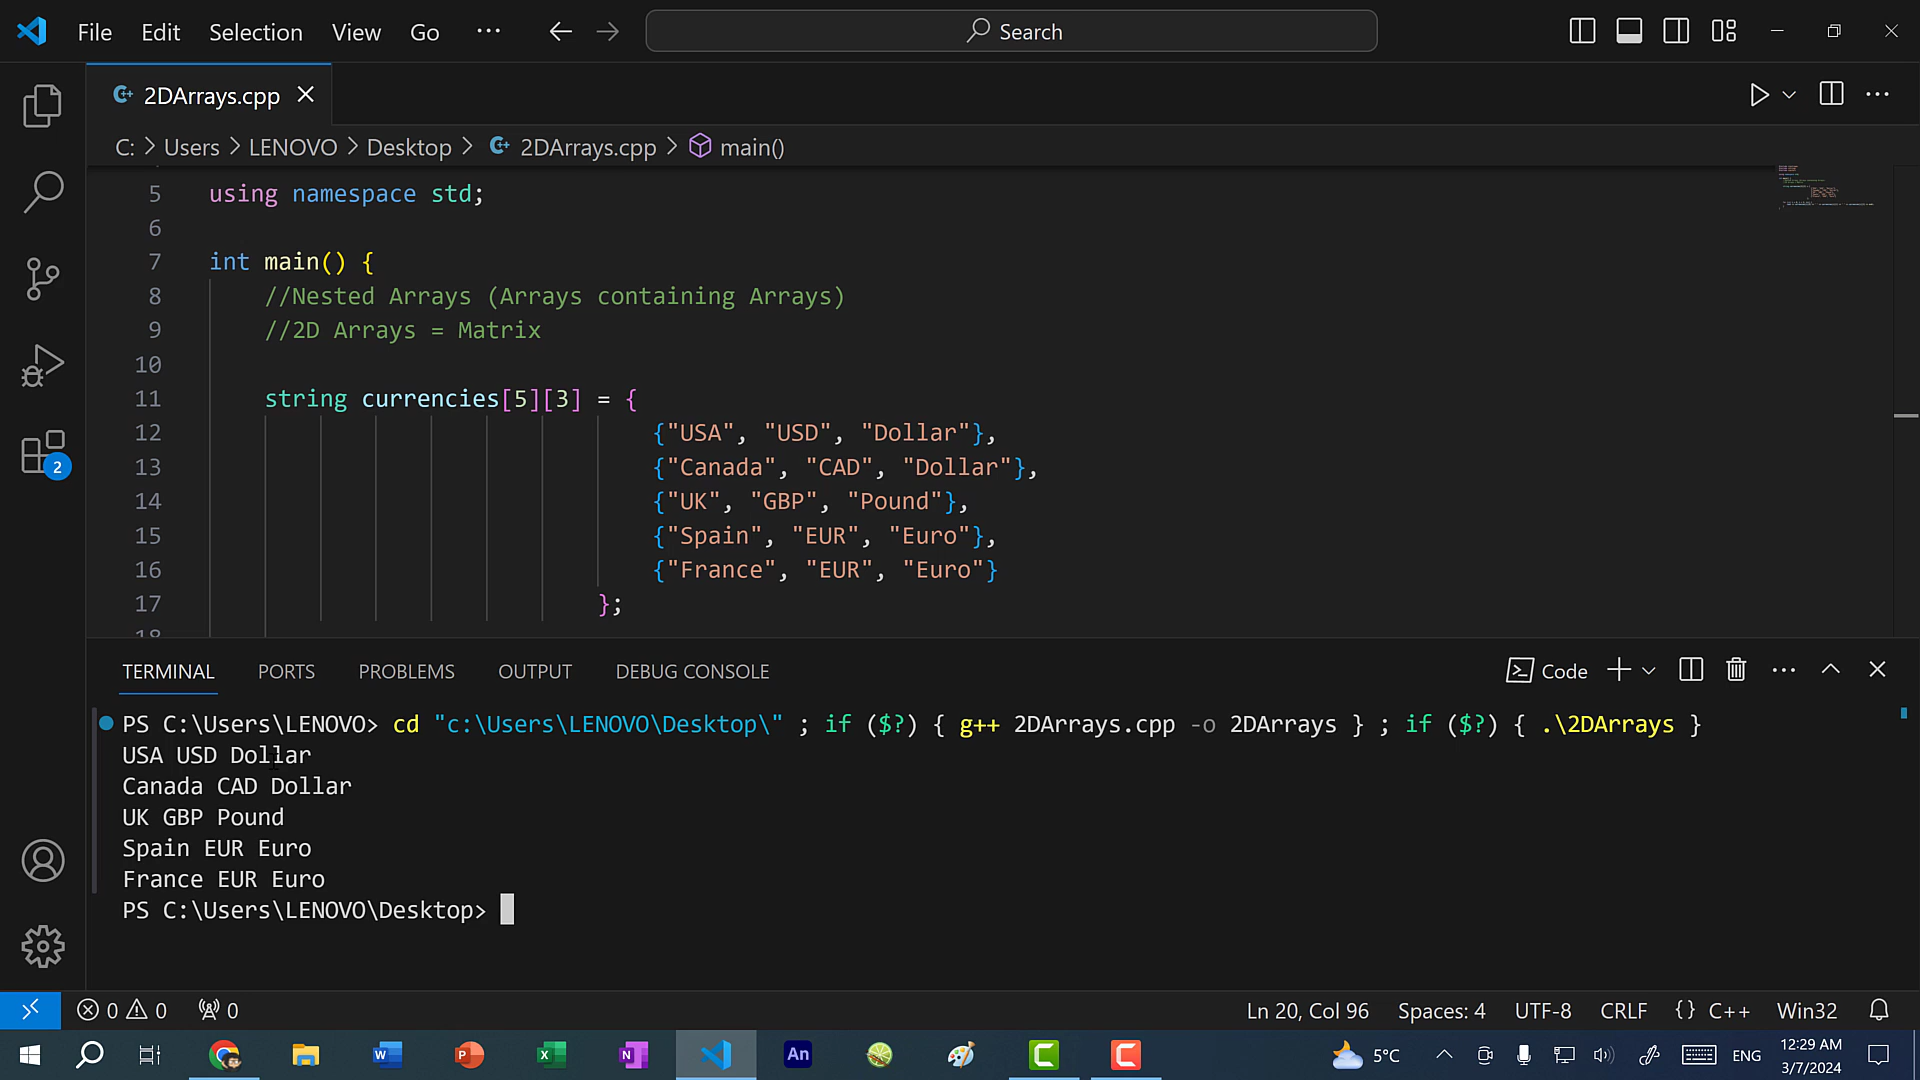 File Edit Selection View Go ··· Search
2DArrays.cpp
C: > Users > LENOVO > Desktop > 2DArrays.cpp > main()
5 using namespace std;
6
7 int main() {
8 //Nested Arrays (Arrays containing Arrays)
9 //2D Arrays = Matrix
10
11 string currencies[5][3] = {
12 {"USA", "USD", "Dollar"},
13 {"Canada", "CAD", "Dollar"},
14 {"UK", "GBP", "Pound"},
15 {"Spain", "EUR", "Euro"},
16 {"France", "EUR", "Euro"}
17 };
18
2
TERMINAL PORTS PROBLEMS OUTPUT DEBUG CONSOLE Code
PS C:\Users\LENOVO> cd "c:\Users\LENOVO\Desktop\" ; if ($?) { g++ 2DArrays.cpp -o 2DArrays } ; if ($?) { .\2DArrays }
USA USD Dollar
Canada CAD Dollar
UK GBP Pound
Spain EUR Euro
France EUR Euro
PS C:\Users\LENOVO\Desktop>
0 0 0 Ln 20, Col 96 Spaces: 4 UTF-8 CRLF {} C++ Win32
5°C ENG 12:29 AM
3/7/2024